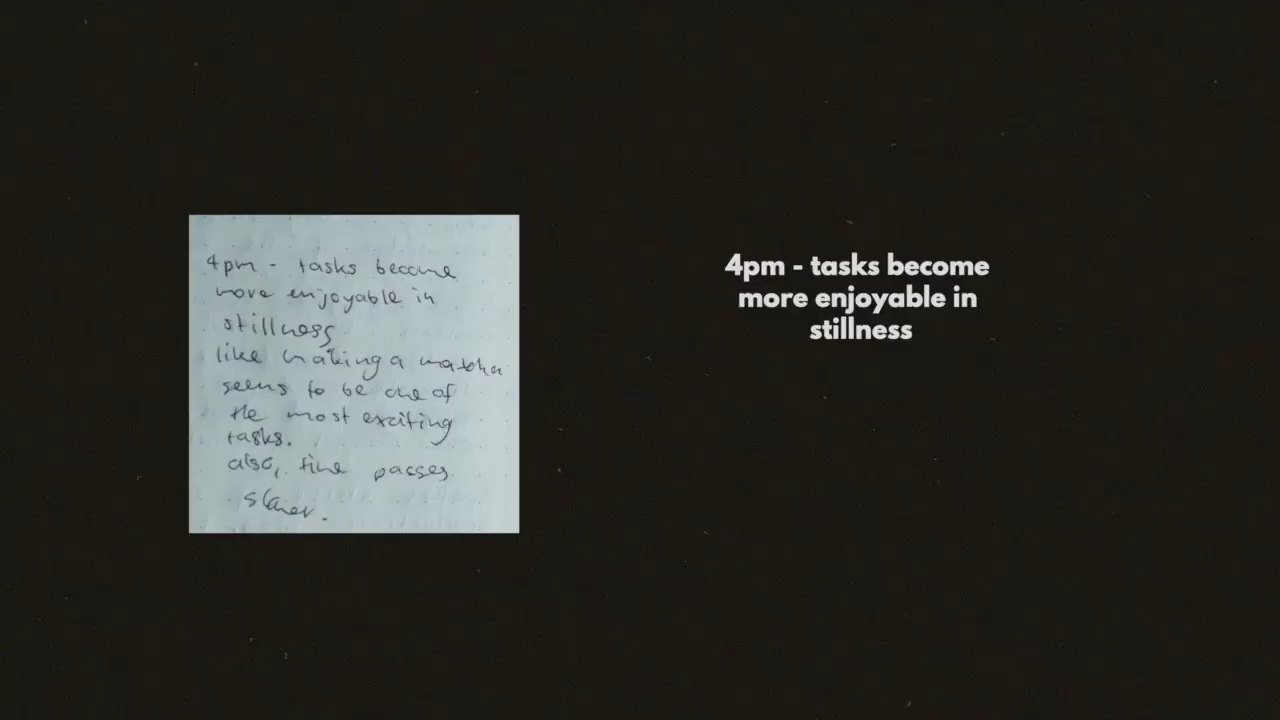 4pm - tasks become
more enjoyable in
stillness
like making a matcha
seems to be one of
the most exciting
tasks.
also, time passes
slower.
4pm - tasks become
more enjoyable in
stillness